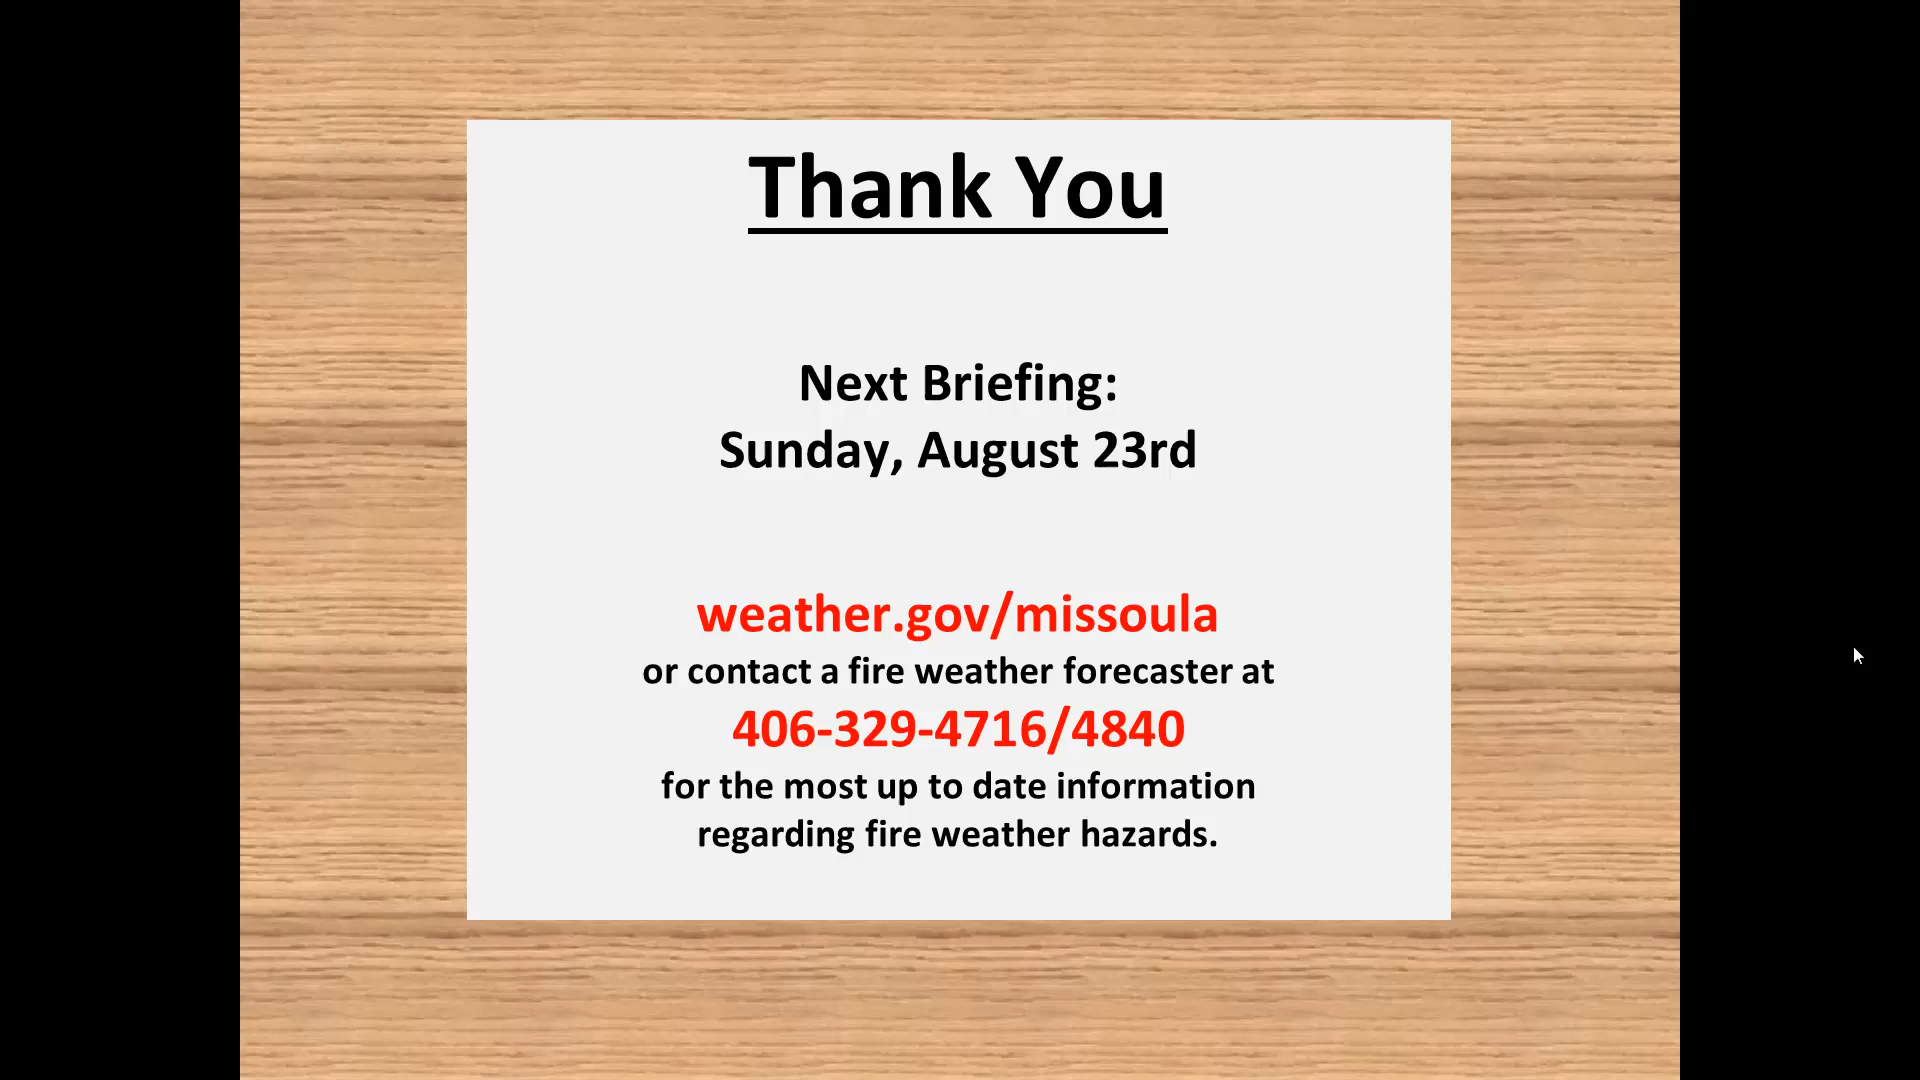 Thank You
Next Briefing:
Sunday, August 23rd
weather.gov/missoula
or contact a fire weather forecaster at
406-329-4716/4840
for the most up to date information
regarding fire weather hazards.